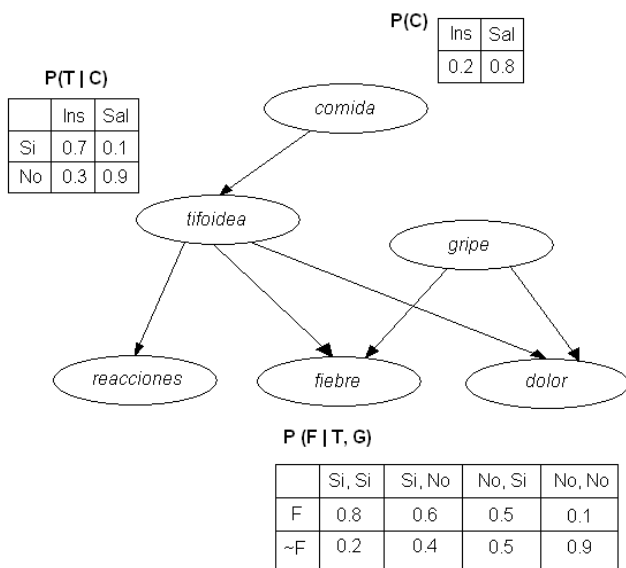 P(C)
Ins Sal
0.2 0.8
P(T | C)
Ins Sal
Si 0.7 0.1
No 0.3 0.9
comida
tifoidea
gripe
reacciones
fiebre
dolor
P (F | T, G)
Si, Si Si, No No, Si No, No
F 0.8 0.6 0.5 0.1
~F 0.2 0.4 0.5 0.9